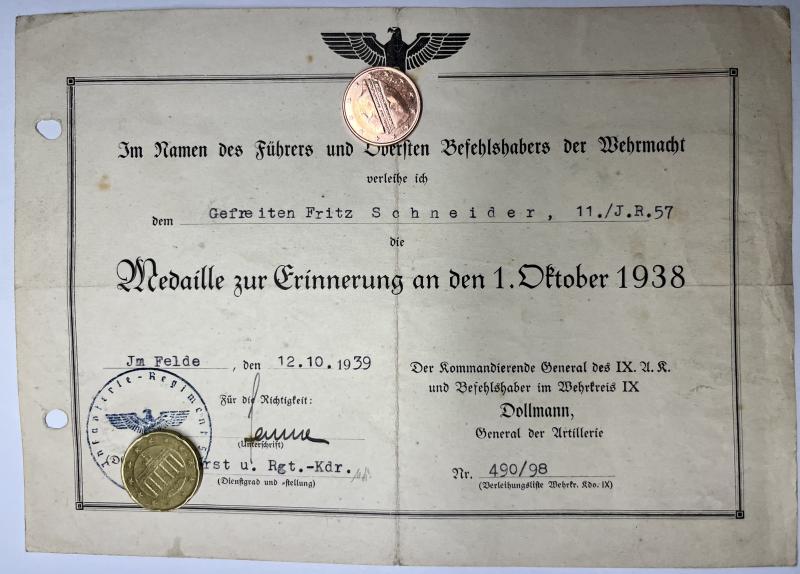 Im Namen des Führers und Obersten Befehlshabers der Wehrmacht
verleihe ich
dem Gefreiten Fritz Schneider, 11./J.R.57
die
Medaille zur Erinnerung an den 1. Oktober 1938
Jm Felde, den 12.10.1939
Für die Richtigkeit:
(Unterschrift)
rst u. Rgt.-Kdr.
(Dienstgrad und -stellung)
Infanterie-Regiment
Der Kommandierende General des IX. A. K.
und Befehlshaber im Wehrkreis IX
Dollmann,
General der Artillerie
Nr. 490/98
(Verleihungsliste Wehrkr. Kdo. IX)